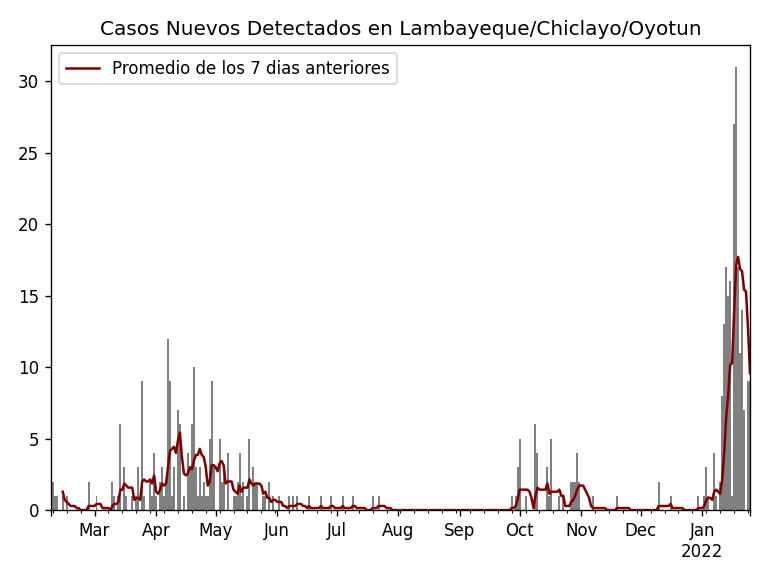 Casos Nuevos Detectados en Lambayeque/Chiclayo/Oyotun
Promedio de los 7 dias anteriores
30
25
20
15
10
5
0
Mar Apr May Jun Jul Aug Sep Oct Nov Dec Jan
2022